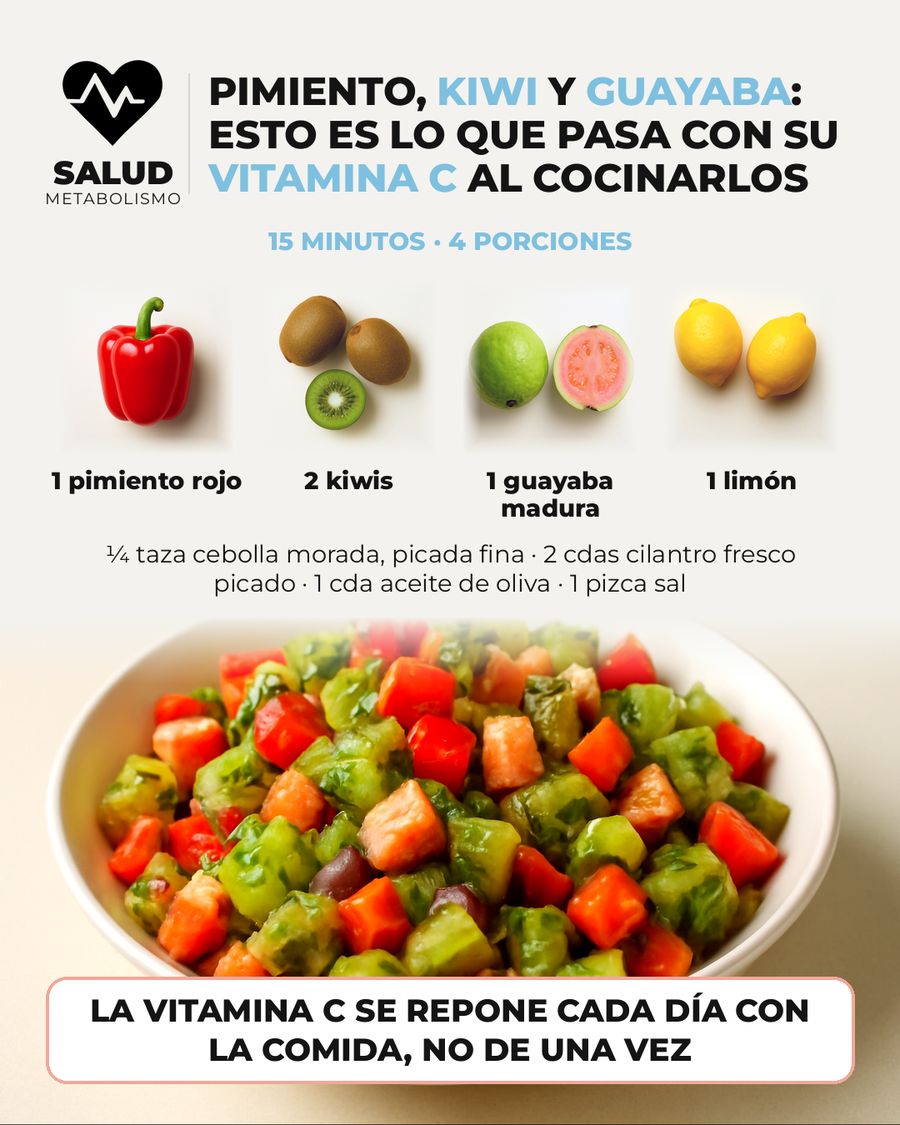 SALUD
METABOLISMO
PIMIENTO, KIWI Y GUAYABA:
ESTO ES LO QUE PASA CON SU
VITAMINA C AL COCINARLOS
15 MINUTOS · 4 PORCIONES
1 pimiento rojo
2 kiwis
1 guayaba
madura
1 limón
¼ taza cebolla morada, picada fina · 2 cdas cilantro fresco
picado · 1 cda aceite de oliva · 1 pizca sal
LA VITAMINA C SE REPONE CADA DÍA CON
LA COMIDA, NO DE UNA VEZ